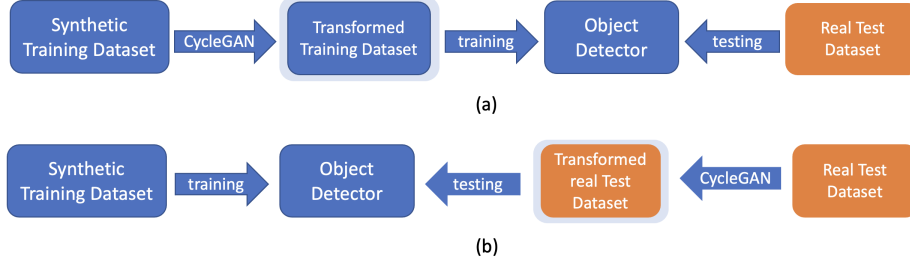 Synthetic
Training Dataset
CycleGAN
Transformed
Training Dataset
training
Object
Detector
testing
Real Test
Dataset
(a)
Synthetic
Training Dataset
training
Object
Detector
testing
Transformed
real Test
Dataset
CycleGAN
Real Test
Dataset
(b)